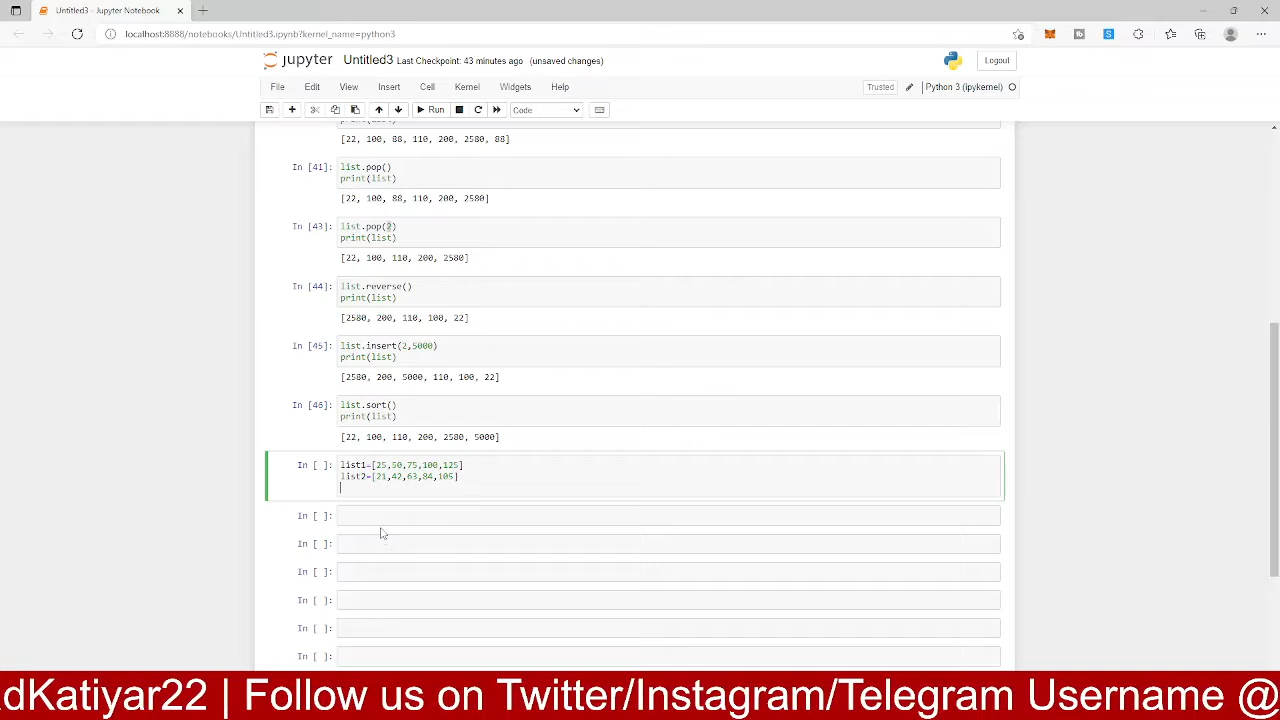 Untitled3 - Jupyter Notebook
localhost:8888/notebooks/Untitled3.ipynb?kernel_name=python3
jupyter Untitled3 Last Checkpoint: 43 minutes ago (unsaved changes) Logout
File Edit View Insert Cell Kernel Widgets Help Trusted Python 3 (ipykernel)
Run Code
print(list)
[22, 100, 88, 110, 200, 2580, 88]
In [41]: list.pop()
print(list)
[22, 100, 88, 110, 200, 2580]
In [43]: list.pop(2)
print(list)
[22, 100, 110, 200, 2580]
In [44]: list.reverse()
print(list)
[2580, 200, 110, 100, 22]
In [45]: list.insert(2,5000)
print(list)
[2580, 200, 5000, 110, 100, 22]
In [46]: list.sort()
print(list)
[22, 100, 110, 200, 2580, 5000]
In [ ]: list1=[25,50,75,100,125]
list2=[21,42,63,84,105]
In [ ]:
In [ ]:
In [ ]:
In [ ]:
In [ ]:
In [ ]:
dKatiyar22 | Follow us on Twitter/Instagram/Telegram Username @